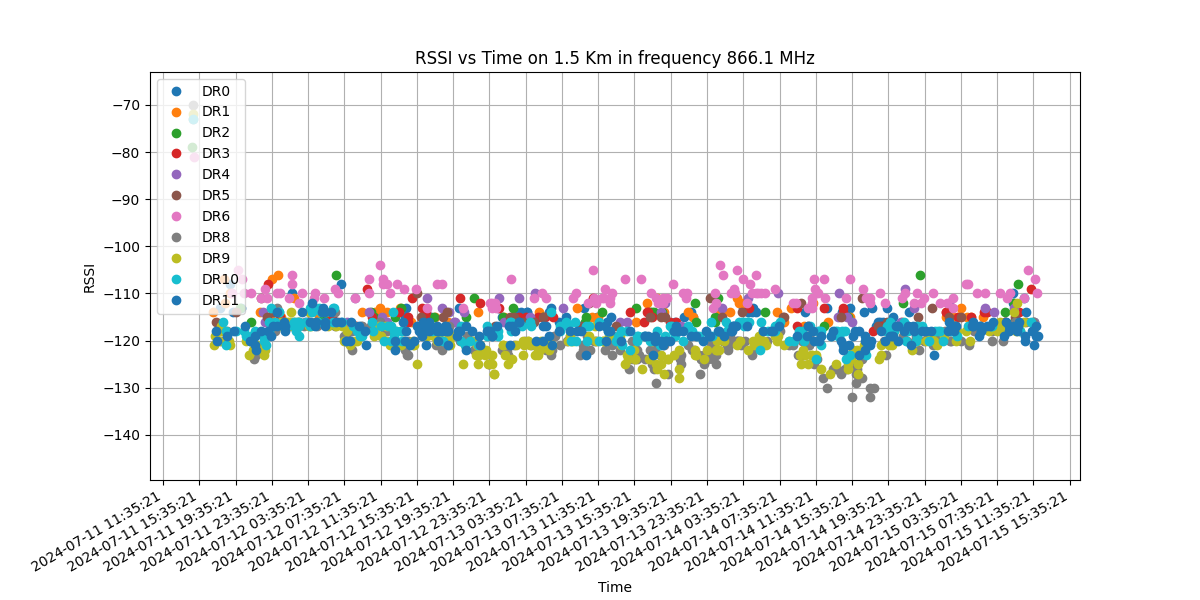 RSSI vs Time on 1.5 Km in frequency 866.1 MHz
DR0
DR1
DR2
DR3
DR4
DR5
DR6
DR8
DR9
DR10
DR11
−70
−80
−90
−100
−110
−120
−130
−140
RSSI
2024-07-11 11:35:21
2024-07-11 15:35:21
2024-07-11 19:35:21
2024-07-11 23:35:21
2024-07-12 03:35:21
2024-07-12 07:35:21
2024-07-12 11:35:21
2024-07-12 15:35:21
2024-07-12 19:35:21
2024-07-12 23:35:21
2024-07-13 03:35:21
2024-07-13 07:35:21
2024-07-13 11:35:21
2024-07-13 15:35:21
2024-07-13 19:35:21
2024-07-13 23:35:21
2024-07-14 03:35:21
2024-07-14 07:35:21
2024-07-14 11:35:21
2024-07-14 15:35:21
2024-07-14 19:35:21
2024-07-14 23:35:21
2024-07-15 03:35:21
2024-07-15 07:35:21
2024-07-15 11:35:21
2024-07-15 15:35:21
Time